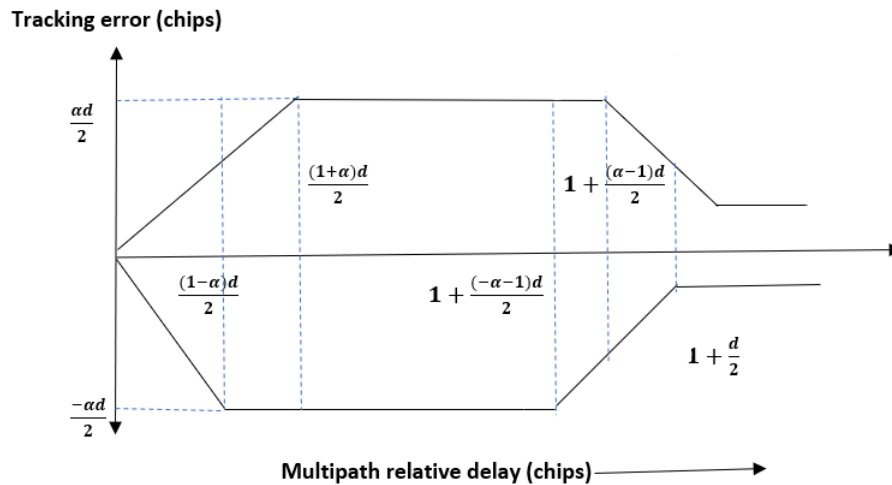 Tracking error (chips)
αd/2
(1+α)d/2
1 + (α−1)d/2
(1−α)d/2
1 + (−α−1)d/2
1 + d/2
−αd/2
Multipath relative delay (chips)